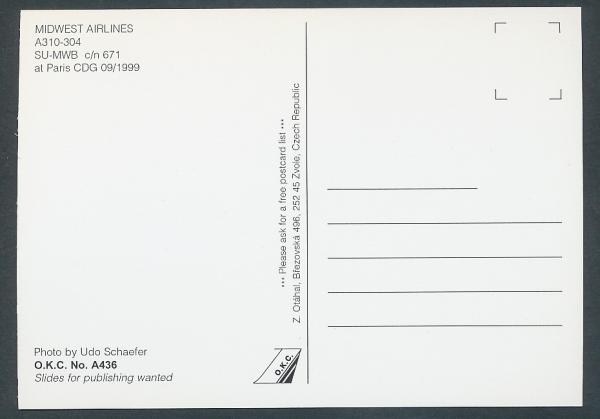 MIDWEST AIRLINES
A310-304
SU-MWB c/n 671
at Paris CDG 09/1999
*** Please ask for a free postcard list ***
Z. Otáhal, Březovská 496, 252 45 Zvole, Czech Republic
Photo by Udo Schaefer
O.K.C. No. A436
Slides for publishing wanted
O.K.C.